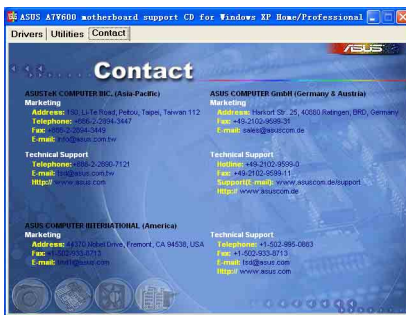 ASUS A7V600 motherboard support CD for Windows XP Home/Professional
Drivers Utilities Contact
ASUS
Contact
ASUSTeK COMPUTER INC. (Asia-Pacific)
Marketing
Address: 150, Li-Te Road, Peitou, Taipei, Taiwan 112
Telephone: +886-2-2894-3447
Fax: +886-2-2894-3449
E-mail: info@asus.com.tw
Technical Support
Telephone: +886-2-2890-7121
E-mail: tsd@asus.com.tw
Http:// www.asus.com.tw
ASUS COMPUTER INTERNATIONAL (America)
Marketing
Address: 44370 Nobel Drive, Fremont, CA 94538, USA
Fax: +1-502-933-8713
E-mail: tmd1@asus.com
ASUS COMPUTER GmbH (Germany & Austria)
Marketing
Address: Harkort Str. 25, 40880 Ratingen, BRD, Germany
Fax: +49-2102-9599-31
E-mail: sales@asuscom.de
Technical Support
Hotline: +49-2102-9599-0
Fax: +49-2102-9599-11
Support(E-mail): www.asuscom.de/support
Http:// www.asuscom.de
Technical Support
Telephone: +1-502-995-0883
Fax: +1-502-933-8713
E-mail: tsd@asus.com
Http:// www.asus.com